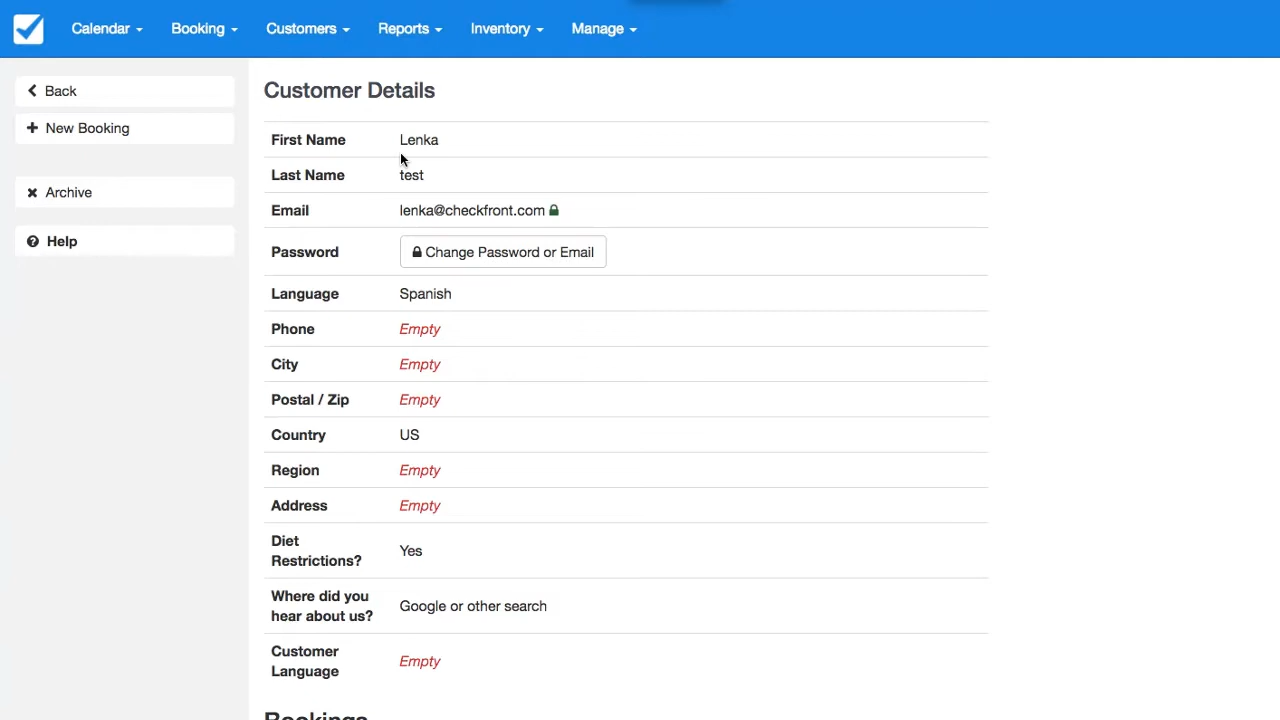 Calendar Booking Customers Reports Inventory Manage
Back
New Booking
Archive
Help
Customer Details
First Name Lenka
Last Name test
Email lenka@checkfront.com
Password Change Password or Email
Language Spanish
Phone Empty
City Empty
Postal / Zip Empty
Country US
Region Empty
Address Empty
Diet
Restrictions? Yes
Where did you
hear about us? Google or other search
Customer
Language Empty
Bookings